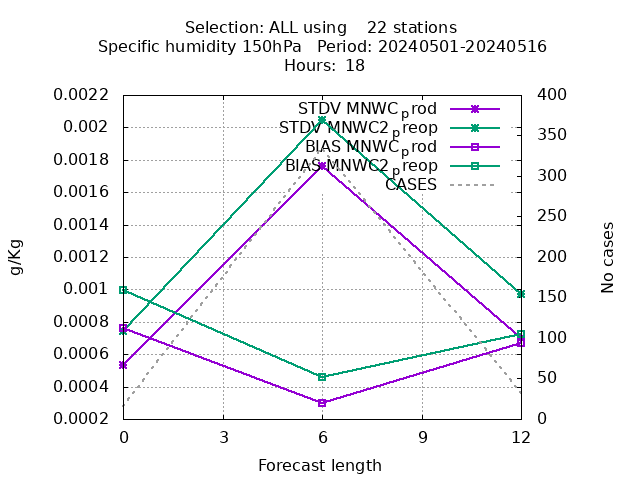 Selection: ALL using    22 stations
Specific humidity 150hPa   Period: 20240501-20240516
Hours: 18
0.0022
0.002
0.0018
0.0016
0.0014
0.0012
0.001
0.0008
0.0006
0.0004
0.0002
g/Kg
STDV MNWC_prod
STDV MNWC2_preop
BIAS MNWC_prod
BIAS MNWC2_preop
CASES
400
350
300
250
200
150
100
50
0
No cases
0 3 6 9 12
Forecast length